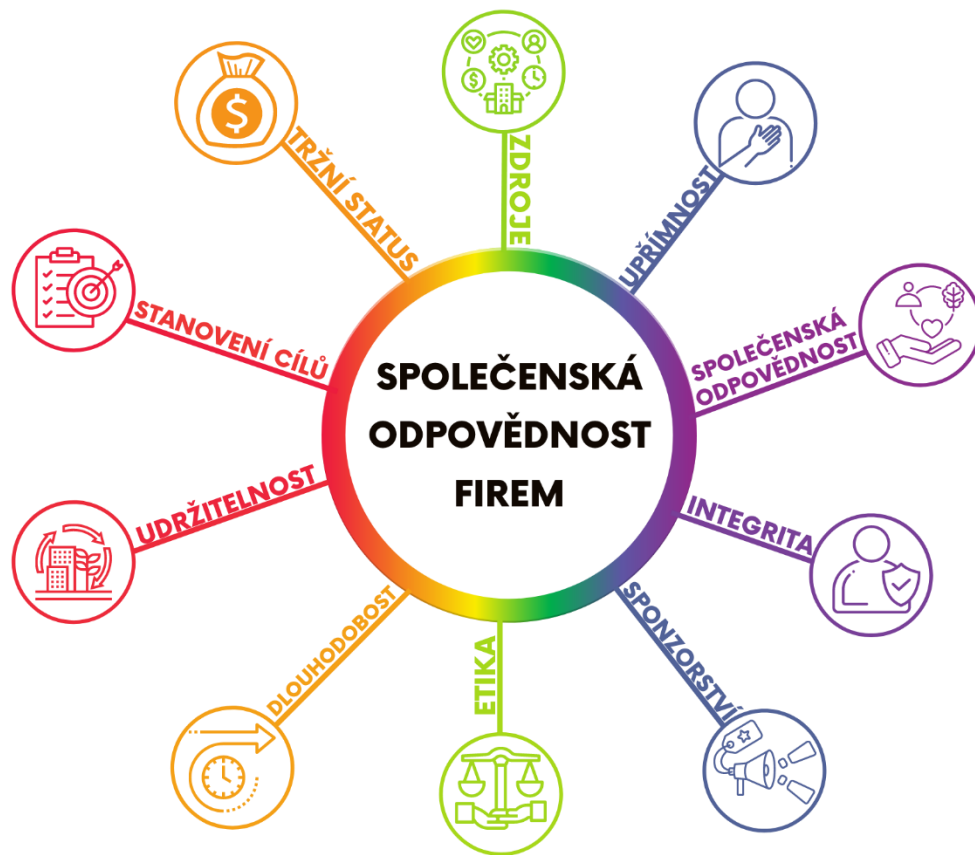 SPOLEČENSKÁ
ODPOVĚDNOST
FIREM
ZDROJE
UPŘÍMNOST
SPOLEČENSKÁ
ODPOVĚDNOST
INTEGRITA
SPONZORSTVÍ
ETIKA
DLOUHODOBOST
UDRŽITELNOST
STANOVENÍ CÍLŮ
TRŽNÍ STATUS
$
$